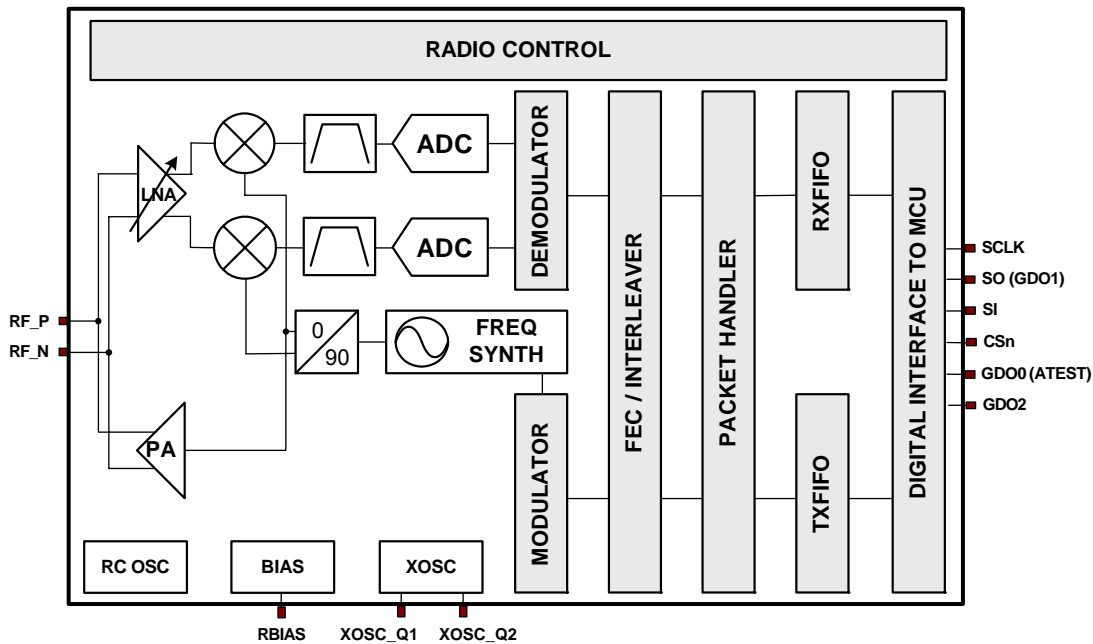 RADIO CONTROL
LNA
ADC
ADC
DEMODULATOR
FEC / INTERLEAVER
PACKET HANDLER
RXFIFO
DIGITAL INTERFACE TO MCU
SCLK
SO (GDO1)
SI
CSn
GDO0 (ATEST)
GDO2
RF_P
RF_N
0
90
FREQ
SYNTH
PA
MODULATOR
TXFIFO
RC OSC
BIAS
XOSC
RBIAS
XOSC_Q1
XOSC_Q2